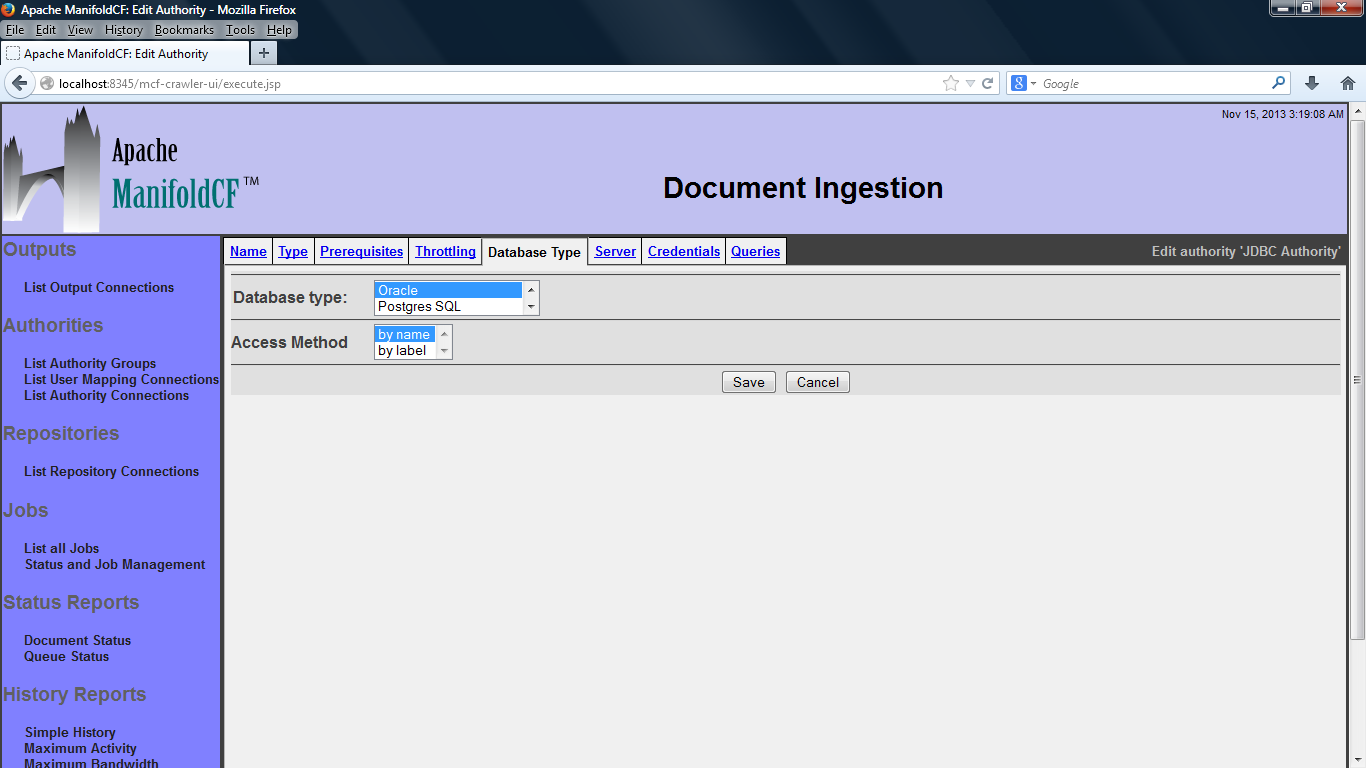 Apache ManifoldCF: Edit Authority - Mozilla Firefox
File Edit View History Bookmarks Tools Help
Apache ManifoldCF: Edit Authority
localhost:8345/mcf-crawler-ui/execute.jsp
Google
Nov 15, 2013 3:19:08 AM
Apache
ManifoldCF™
Document Ingestion
Outputs
List Output Connections
Authorities
List Authority Groups
List User Mapping Connections
List Authority Connections
Repositories
List Repository Connections
Jobs
List all Jobs
Status and Job Management
Status Reports
Document Status
Queue Status
History Reports
Simple History
Maximum Activity
Maximum Bandwidth
Name Type Prerequisites Throttling Database Type Server Credentials Queries
Edit authority 'JDBC Authority'
Database type:
Oracle
Postgres SQL
Access Method
by name
by label
Save Cancel